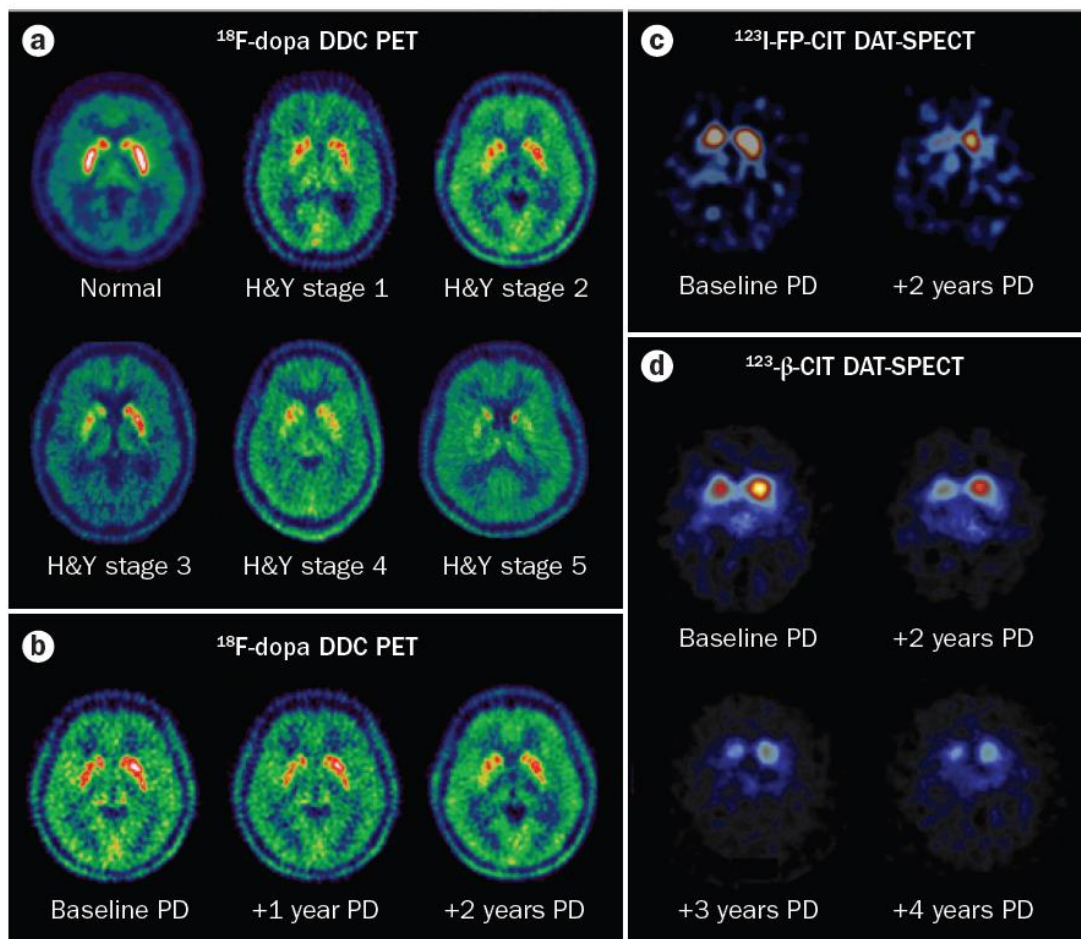 a
¹⁸F-dopa DDC PET
Normal
H&Y stage 1
H&Y stage 2
H&Y stage 3
H&Y stage 4
H&Y stage 5
b
¹⁸F-dopa DDC PET
Baseline PD
+1 year PD
+2 years PD
c
¹²³I-FP-CIT DAT-SPECT
Baseline PD
+2 years PD
d
¹²³-β-CIT DAT-SPECT
Baseline PD
+2 years PD
+3 years PD
+4 years PD